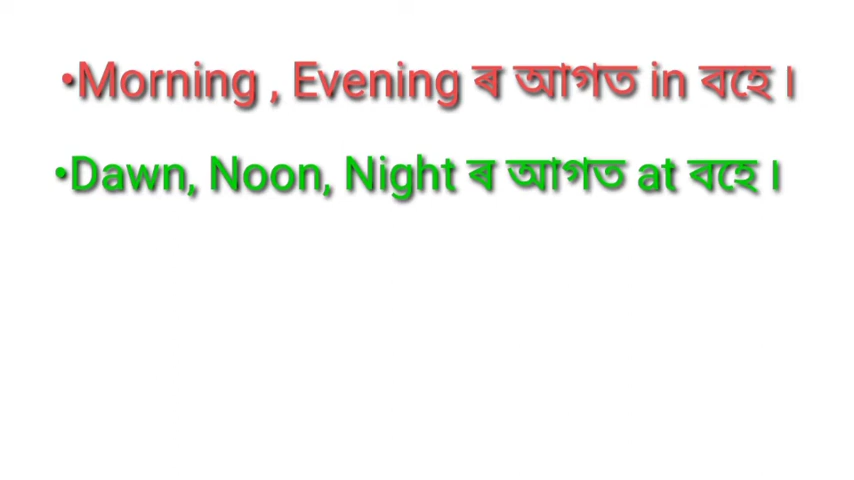 •Morning , Evening ৰ আগত in বহে ।
•Dawn, Noon, Night ৰ আগত at বহে ।